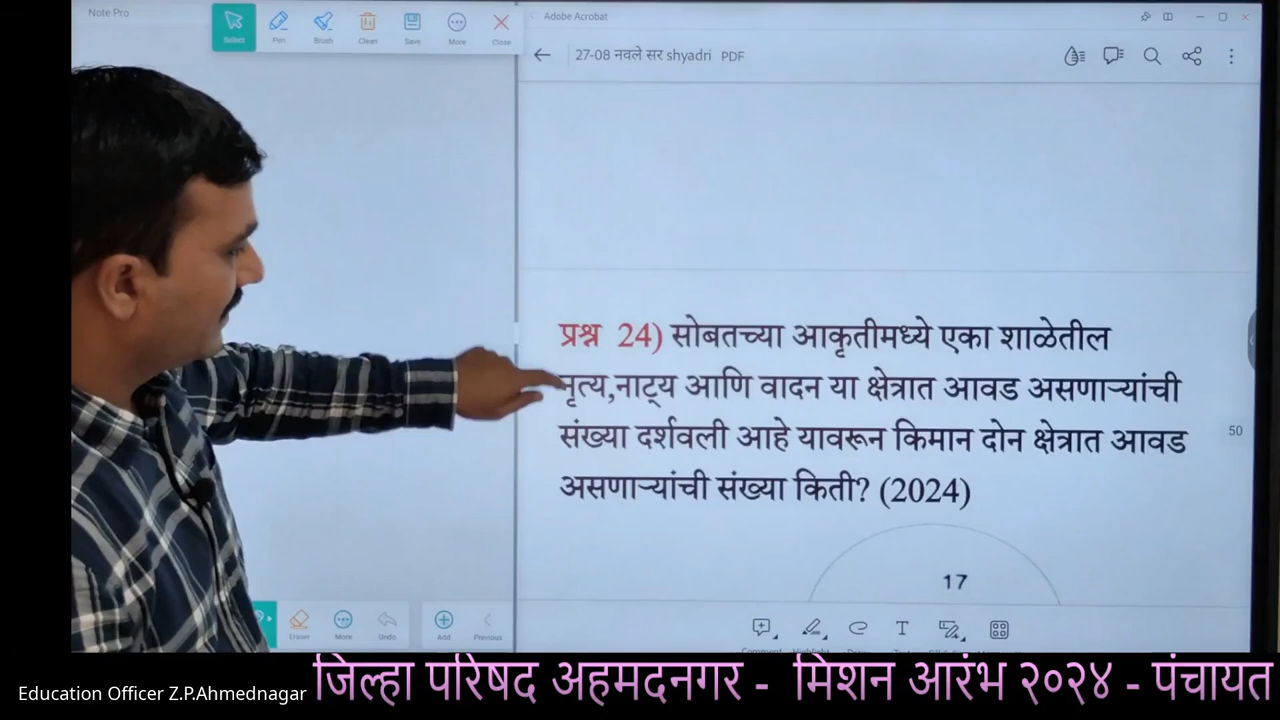 Note Pro
Select
Pen
Brush
Clean
Save
More
Close
Adobe Acrobat
27-08 नवले सर shyadri PDF
प्रश्न 24) सोबतच्या आकृतीमध्ये एका शाळेतील
नृत्य,नाट्य आणि वादन या क्षेत्रात आवड असणाऱ्यांची
संख्या दर्शवली आहे यावरून किमान दोन क्षेत्रात आवड
असणाऱ्यांची संख्या किती? (2024)
50
17
Eraser
More
Undo
Add
Previous
Education Officer Z.P.Ahmednagar
जिल्हा परिषद अहमदनगर - मिशन आरंभ २०२४ - पंचायत